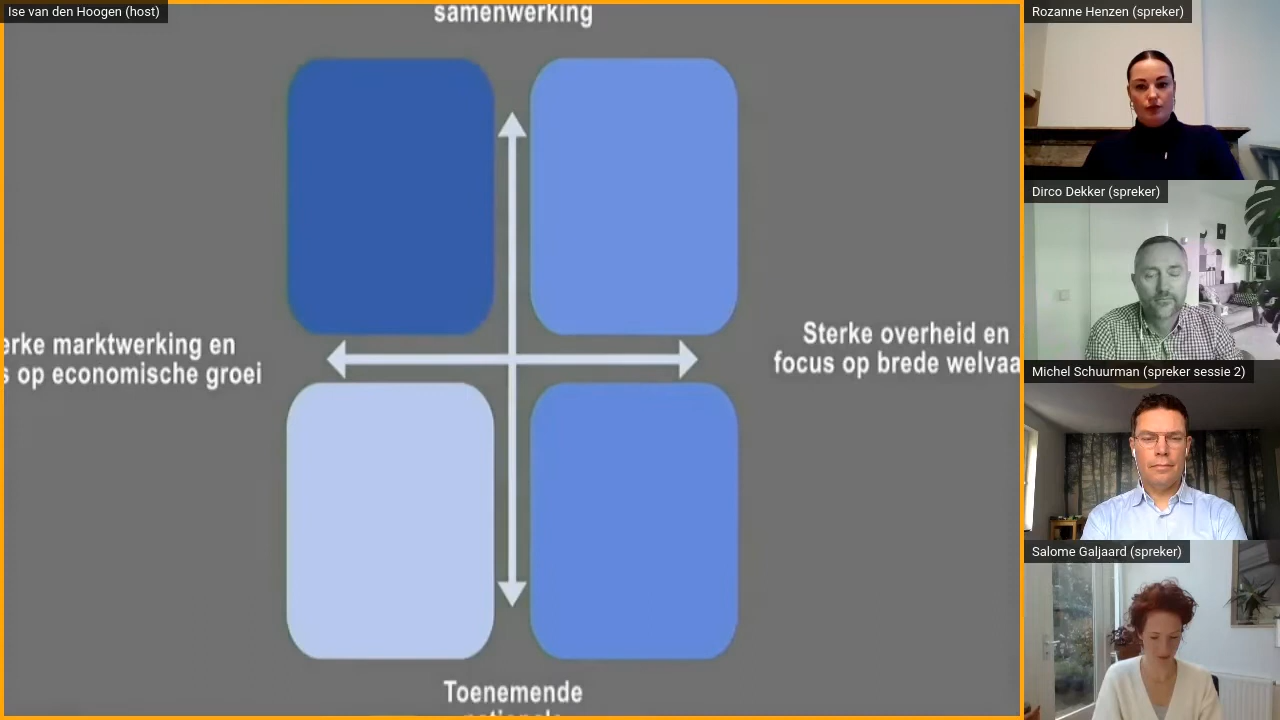 Ise van den Hoogen (host)
samenwerking
erke marktwerking en
s op economische groei
Sterke overheid en
focus op brede welvaa
Toenemende
Rozanne Henzen (spreker)
Dirco Dekker (spreker)
Michel Schuurman (spreker sessie 2)
Salome Galjaard (spreker)